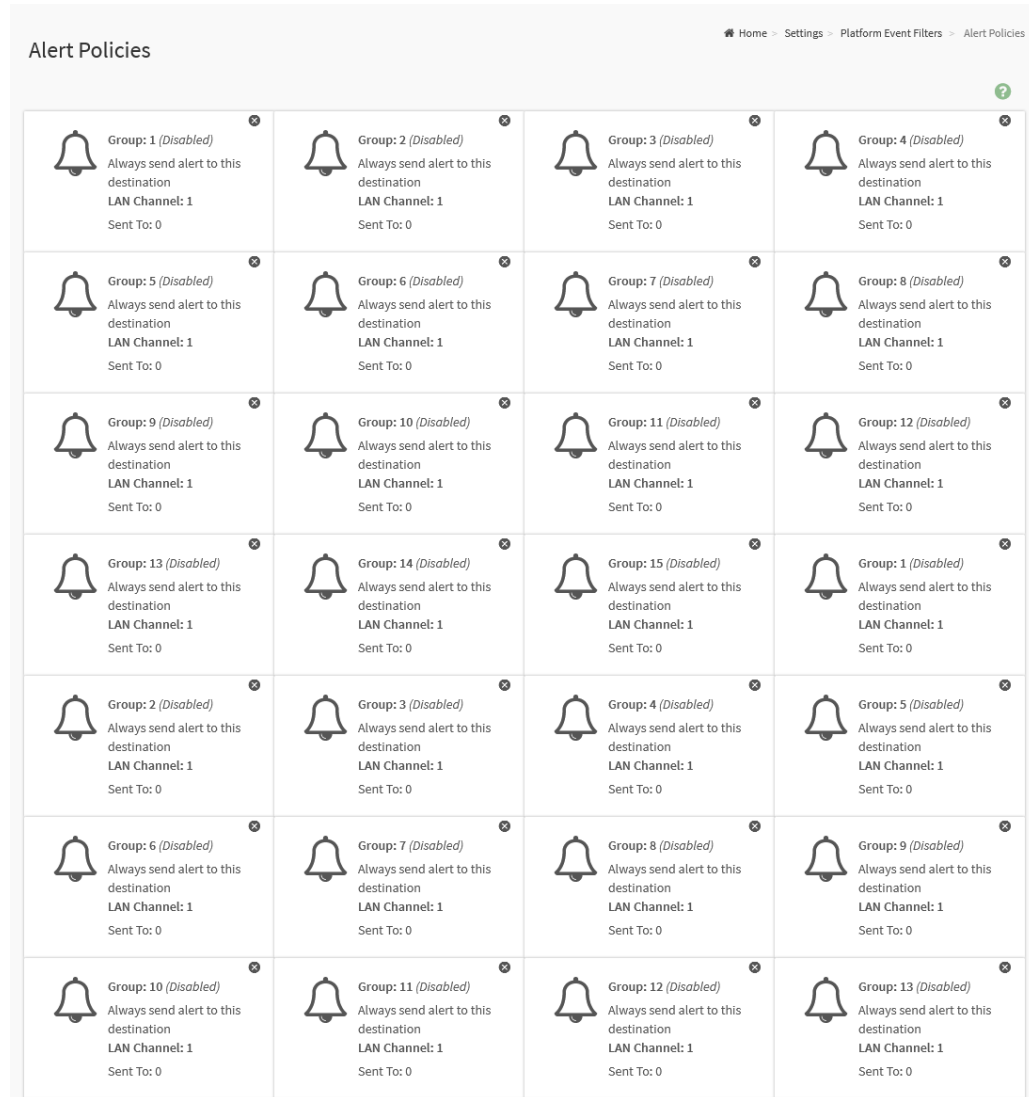 Alert Policies
Home > Settings > Platform Event Filters > Alert Policies
?
Group: 1 (Disabled)
Always send alert to this
destination
LAN Channel: 1
Sent To: 0
Group: 2 (Disabled)
Always send alert to this
destination
LAN Channel: 1
Sent To: 0
Group: 3 (Disabled)
Always send alert to this
destination
LAN Channel: 1
Sent To: 0
Group: 4 (Disabled)
Always send alert to this
destination
LAN Channel: 1
Sent To: 0
Group: 5 (Disabled)
Always send alert to this
destination
LAN Channel: 1
Sent To: 0
Group: 6 (Disabled)
Always send alert to this
destination
LAN Channel: 1
Sent To: 0
Group: 7 (Disabled)
Always send alert to this
destination
LAN Channel: 1
Sent To: 0
Group: 8 (Disabled)
Always send alert to this
destination
LAN Channel: 1
Sent To: 0
Group: 9 (Disabled)
Always send alert to this
destination
LAN Channel: 1
Sent To: 0
Group: 10 (Disabled)
Always send alert to this
destination
LAN Channel: 1
Sent To: 0
Group: 11 (Disabled)
Always send alert to this
destination
LAN Channel: 1
Sent To: 0
Group: 12 (Disabled)
Always send alert to this
destination
LAN Channel: 1
Sent To: 0
Group: 13 (Disabled)
Always send alert to this
destination
LAN Channel: 1
Sent To: 0
Group: 14 (Disabled)
Always send alert to this
destination
LAN Channel: 1
Sent To: 0
Group: 15 (Disabled)
Always send alert to this
destination
LAN Channel: 1
Sent To: 0
Group: 1 (Disabled)
Always send alert to this
destination
LAN Channel: 1
Sent To: 0
Group: 2 (Disabled)
Always send alert to this
destination
LAN Channel: 1
Sent To: 0
Group: 3 (Disabled)
Always send alert to this
destination
LAN Channel: 1
Sent To: 0
Group: 4 (Disabled)
Always send alert to this
destination
LAN Channel: 1
Sent To: 0
Group: 5 (Disabled)
Always send alert to this
destination
LAN Channel: 1
Sent To: 0
Group: 6 (Disabled)
Always send alert to this
destination
LAN Channel: 1
Sent To: 0
Group: 7 (Disabled)
Always send alert to this
destination
LAN Channel: 1
Sent To: 0
Group: 8 (Disabled)
Always send alert to this
destination
LAN Channel: 1
Sent To: 0
Group: 9 (Disabled)
Always send alert to this
destination
LAN Channel: 1
Sent To: 0
Group: 10 (Disabled)
Always send alert to this
destination
LAN Channel: 1
Sent To: 0
Group: 11 (Disabled)
Always send alert to this
destination
LAN Channel: 1
Sent To: 0
Group: 12 (Disabled)
Always send alert to this
destination
LAN Channel: 1
Sent To: 0
Group: 13 (Disabled)
Always send alert to this
destination
LAN Channel: 1
Sent To: 0